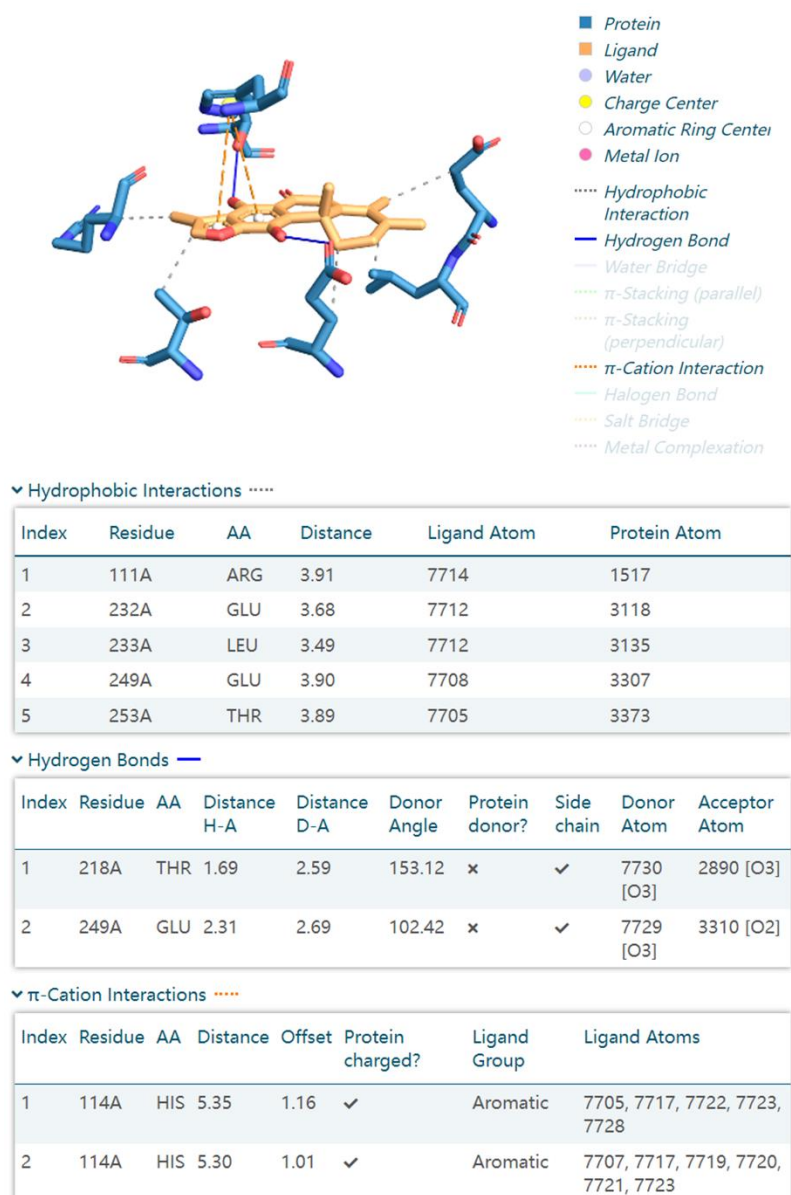 Protein
Ligand
Water
Charge Center
Aromatic Ring Center
Metal Ion
Hydrophobic
Interaction
Hydrogen Bond
Water Bridge
π-Stacking (parallel)
π-Stacking
(perpendicular)
π-Cation Interaction
Halogen Bond
Salt Bridge
Metal Complexation
Hydrophobic Interactions
Index Residue AA Distance Ligand Atom Protein Atom
1 111A ARG 3.91 7714 1517
2 232A GLU 3.68 7712 3118
3 233A LEU 3.49 7712 3135
4 249A GLU 3.90 7708 3307
5 253A THR 3.89 7705 3373
Hydrogen Bonds
Index Residue AA Distance Distance Donor Protein Side Donor Acceptor
H-A D-A Angle donor? chain Atom Atom
1 218A THR 1.69 2.59 153.12 × ✓ 7730 2890 [O3]
[O3]
2 249A GLU 2.31 2.69 102.42 × ✓ 7729 3310 [O2]
[O3]
π-Cation Interactions
Index Residue AA Distance Offset Protein Ligand Ligand Atoms
charged? Group
1 114A HIS 5.35 1.16 ✓ Aromatic 7705, 7717, 7722, 7723,
7728
2 114A HIS 5.30 1.01 ✓ Aromatic 7707, 7717, 7719, 7720,
7721, 7723